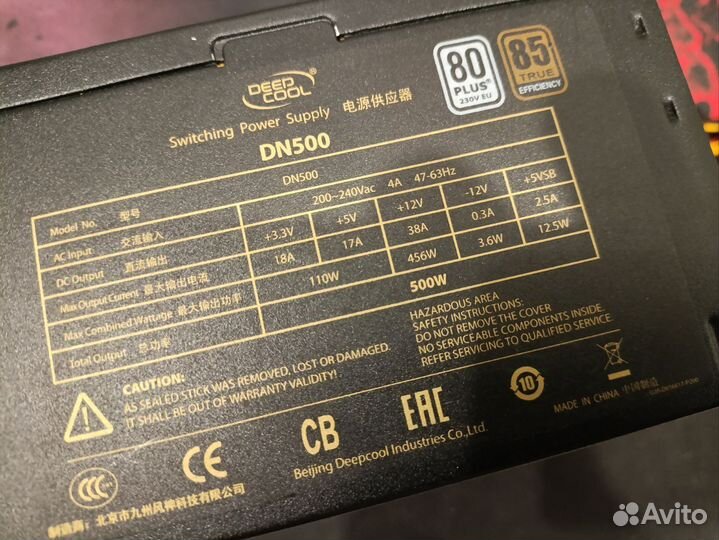 DEEP
COOL®
80
PLUS®
230V EU
85
TRUE
EFFICIENCY
Switching Power Supply 电源供应器
DN500
Model No. 型号 DN500
AC Input 交流输入 200~240Vac 4A 47-63Hz
DC Output 直流输出 +3.3V +5V +12V -12V +5VSB
Max Output Current 最大输出电流 18A 17A 38A 0.3A 2.5A
Max Combined Wattage 最大输出功率 110W 456W 3.6W 12.5W
Total Output 总功率 500W
CAUTION:
AS SEALED STICK WAS REMOVED, LOST OR DAMAGED.
IT SHALL BE OUT OF WARRANTY VALIDITY!
HAZARDOUS AREA
SAFETY INSTRUCTIONS:
DO NOT REMOVE THE COVER
NO SERVICEABLE COMPONENTS INSIDE.
REFER TO SERVICE TO QUALIFIED SERVICE
CCC
CE
CB
EAC
10
MADE IN CHINA 中国制造
Beijing Deepcool Industries Co.,Ltd.
制造商: 北京市九州风神科技有限公司
Avito